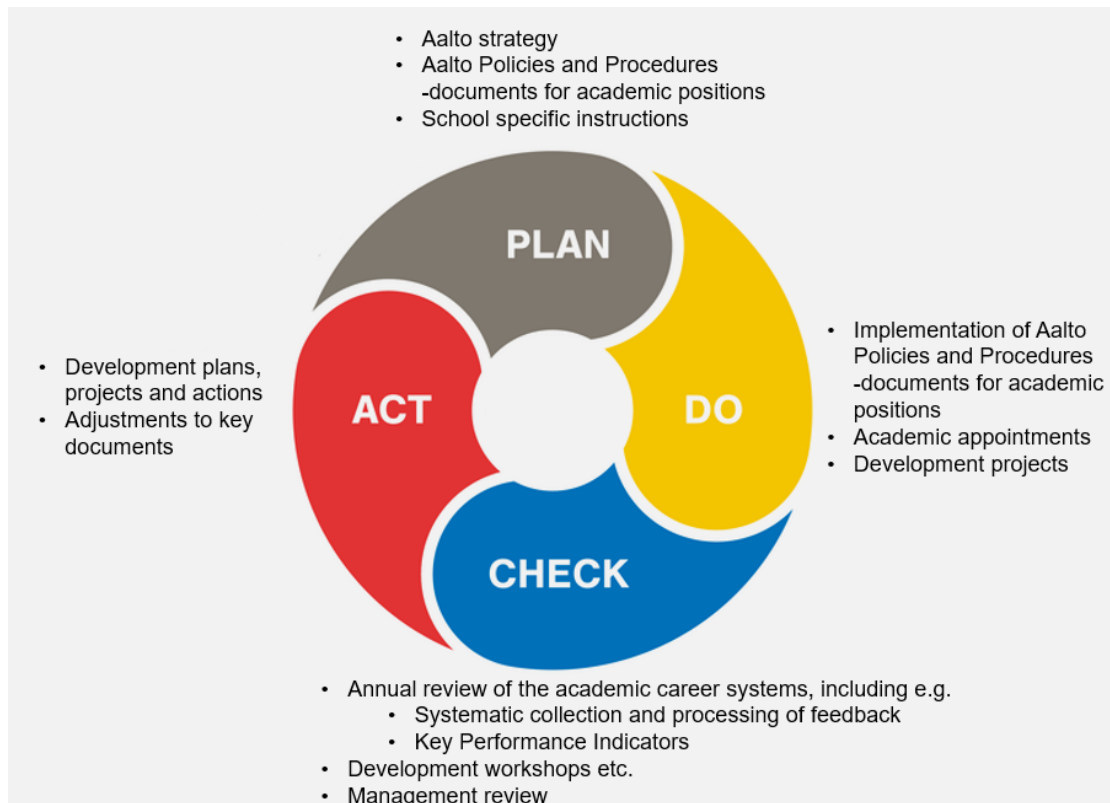 • Aalto strategy
• Aalto Policies and Procedures
-documents for academic positions
• School specific instructions
PLAN
DO
CHECK
ACT
• Implementation of Aalto
Policies and Procedures
-documents for academic
positions
• Academic appointments
• Development projects
• Annual review of the academic career systems, including e.g.
• Systematic collection and processing of feedback
• Key Performance Indicators
• Development workshops etc.
• Management review
• Development plans,
projects and actions
• Adjustments to key
documents